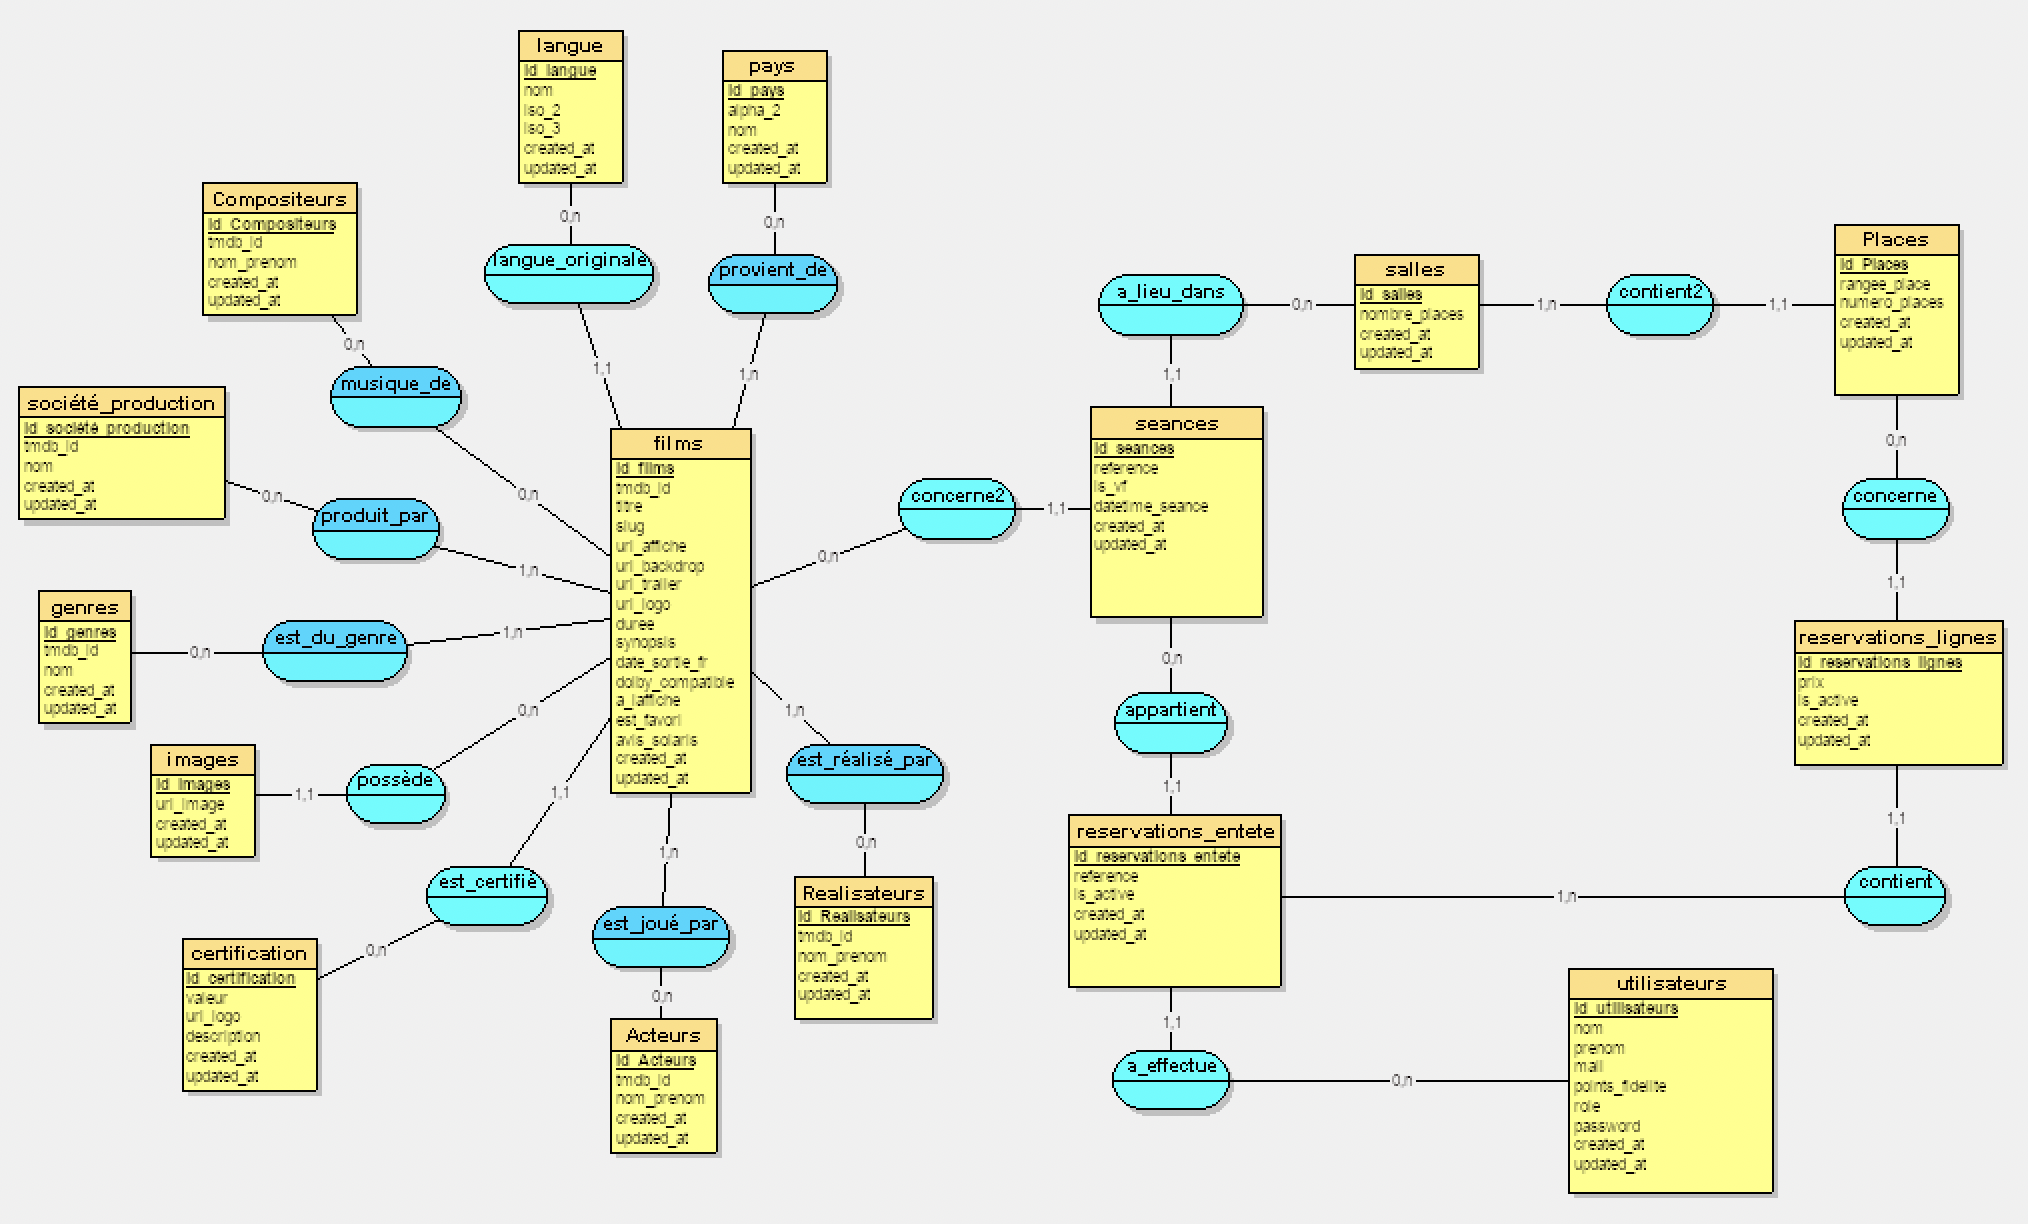 langue
id_langue
nom
iso_2
iso_3
created_at
updated_at
0,n
langue_originale
1,1
pays
id_pays
alpha_2
nom
created_at
updated_at
0,n
provient_de
1,n
Compositeurs
id_Compositeurs
tmdb_id
nom_prenom
created_at
updated_at
0,n
musique_de
0,n
société_production
id_société_production
tmdb_id
nom
created_at
updated_at
0,n
produit_par
1,n
genres
id_genres
tmdb_id
nom
created_at
updated_at
0,n
est_du_genre
1,n
images
id_images
url_image
created_at
updated_at
1,1
possède
0,n
certification
id_certification
valeur
url_logo
description
created_at
updated_at
0,n
est_certifié
1,1
films
id_films
tmdb_id
titre
slug
url_affiche
url_backdrop
url_trailer
url_logo
duree
synopsis
date_sortie_fr
dolby_compatible
a_laffiche
est_favori
avis_solaris
created_at
updated_at
1,n
est_joué_par
0,n
Acteurs
id_Acteurs
tmdb_id
nom_prenom
created_at
updated_at
1,n
est_réalisé_par
0,n
Realisateurs
id_Realisateurs
tmdb_id
nom_prenom
created_at
updated_at
0,n
concerne2
1,1
seances
id_seances
reference
is_vf
datetime_seance
created_at
updated_at
1,1
a_lieu_dans
0,n
salles
id_salles
nombre_places
created_at
updated_at
1,n
contient2
1,1
Places
id_Places
rangee_place
numero_places
created_at
updated_at
0,n
concerne
1,1
reservations_lignes
id_reservations_lignes
prix
is_active
created_at
updated_at
1,1
contient
1,n
0,n
appartient
1,1
reservations_entete
id_reservations_entete
reference
is_active
created_at
updated_at
1,1
a_effectue
0,n
utilisateurs
id_utilisateurs
nom
prenom
mail
points_fidelite
role
password
created_at
updated_at